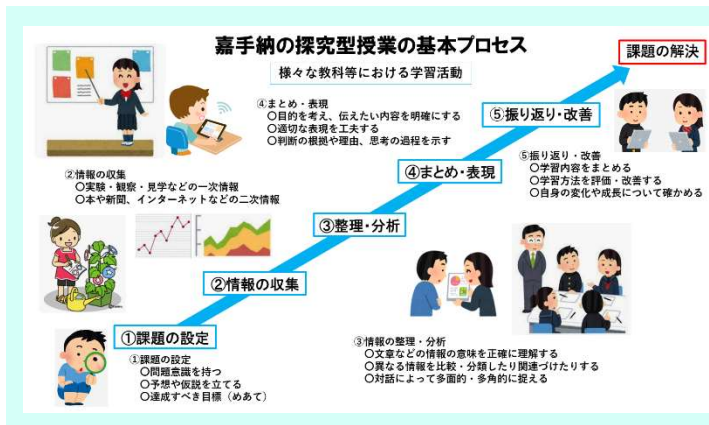 嘉手納の探究型授業の基本プロセス
様々な教科等における学習活動
課題の解決
④まとめ・表現
〇目的を考え、伝えたい内容を明確にする
〇適切な表現を工夫する
〇判断の根拠や理由、思考の過程を示す
⑤振り返り・改善
⑤振り返り・改善
〇学習内容をまとめる
〇学習方法を評価・改善する
〇自身の変化や成長について確かめる
④まとめ・表現
②情報の収集
〇実験・観察・見学などの一次情報
〇本や新聞、インターネットなどの二次情報
③整理・分析
②情報の収集
①課題の設定
①課題の設定
〇問題意識を持つ
〇予想や仮説を立てる
〇達成すべき目標（めあて）
③情報の整理・分析
〇文章などの情報の意味を正確に理解する
〇異なる情報を比較・分類したり関連づけたりする
〇対話によって多面的・多角的に捉える